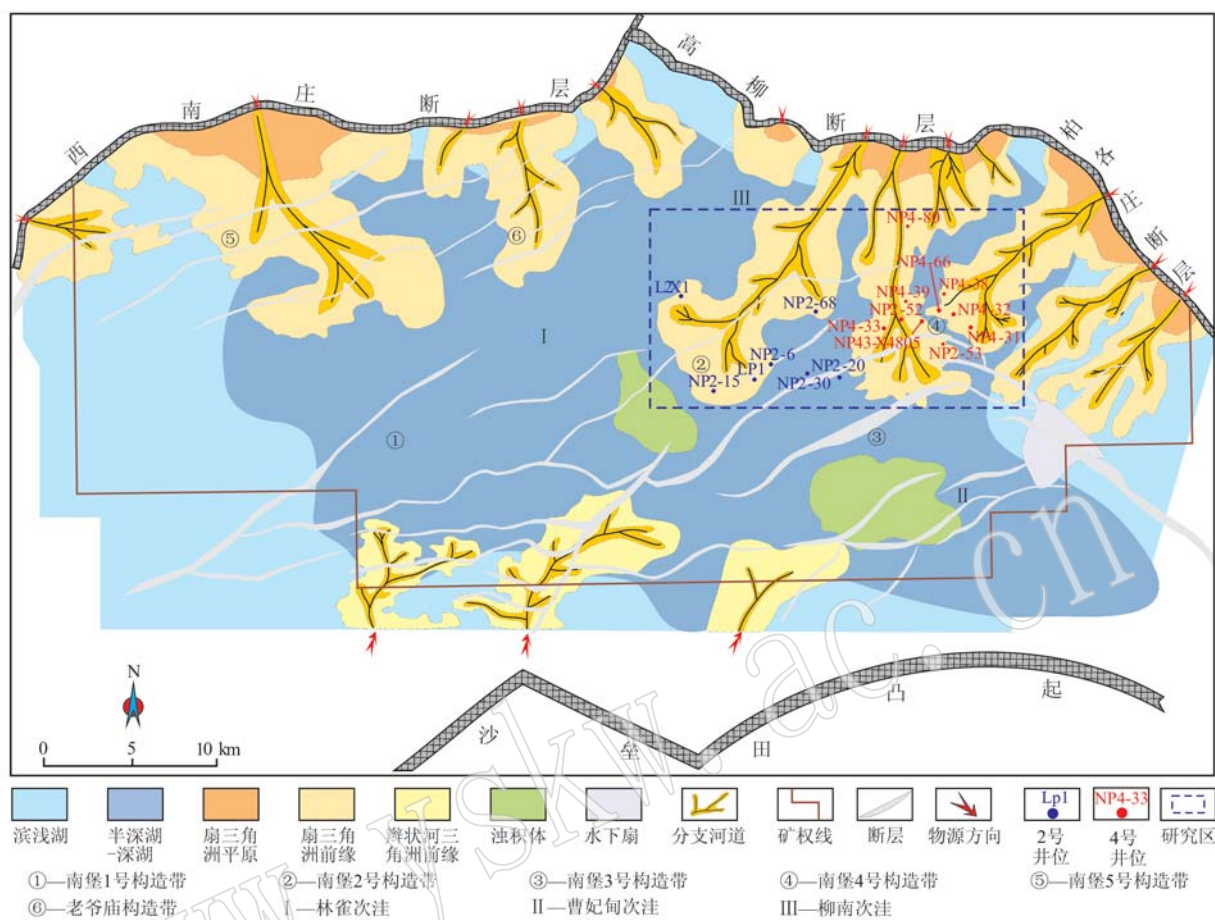 高
柳
断
层
西
南
庄
断
层
柏
各
庄
断
层
Ⅲ
NP4-80
⑤
⑥
NP4-66
L2X1
NP4-38
NP2-68
NP4-39
NP2-52
NP4-32
Ⅰ
NP4-33
④
NP4-31
NP43-X4805
NP2-53
②
NP2-6
LP1
NP2-20
NP2-15
NP2-30
①
③
Ⅱ
N
沙
垒
田
凸
起
0 5 10 km
Lp1
NP4-33
滨浅湖 半深湖-深湖 扇三角洲平原 扇三角洲前缘 辫状河三角洲前缘 浊积体 水下扇 分支河道 矿权线 断层 物源方向 2号井位 4号井位 研究区
①—南堡1号构造带 ②—南堡2号构造带 ③—南堡3号构造带 ④—南堡4号构造带 ⑤—南堡5号构造带
⑥—老爷庙构造带 Ⅰ—林雀次洼 Ⅱ—曹妃甸次洼 Ⅲ—柳南次洼
www.yskw.ac.cn